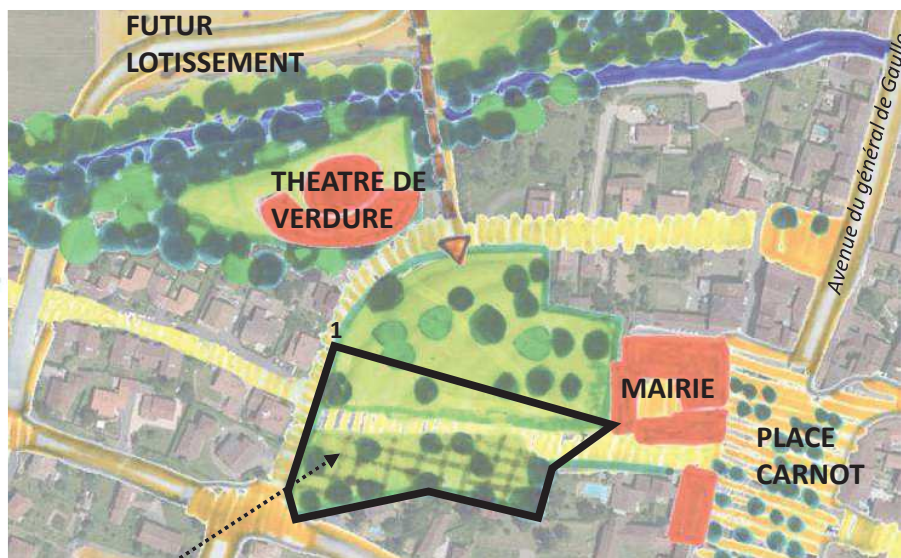 FUTUR
LOTISSEMENT
THEATRE DE
VERDURE
Avenue du général de Gaulle
1
MAIRIE
PLACE
CARNOT